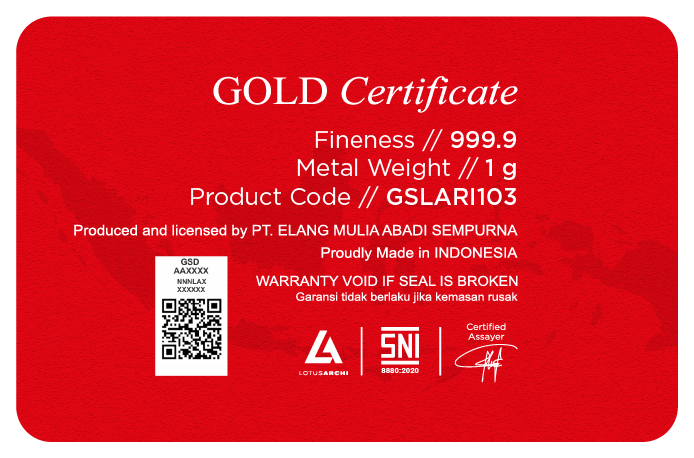 GOLD Certificate
Fineness // 999.9
Metal Weight // 1 g
Product Code // GSLARI103
Produced and licensed by PT. ELANG MULIA ABADI SEMPURNA
Proudly Made in INDONESIA
GSD
AAXXXX
NNNLAX
XXXXXX
WARRANTY VOID IF SEAL IS BROKEN
Garansi tidak berlaku jika kemasan rusak
LOTUSARCHI
SNI
8880:2020
Certified
Assayer